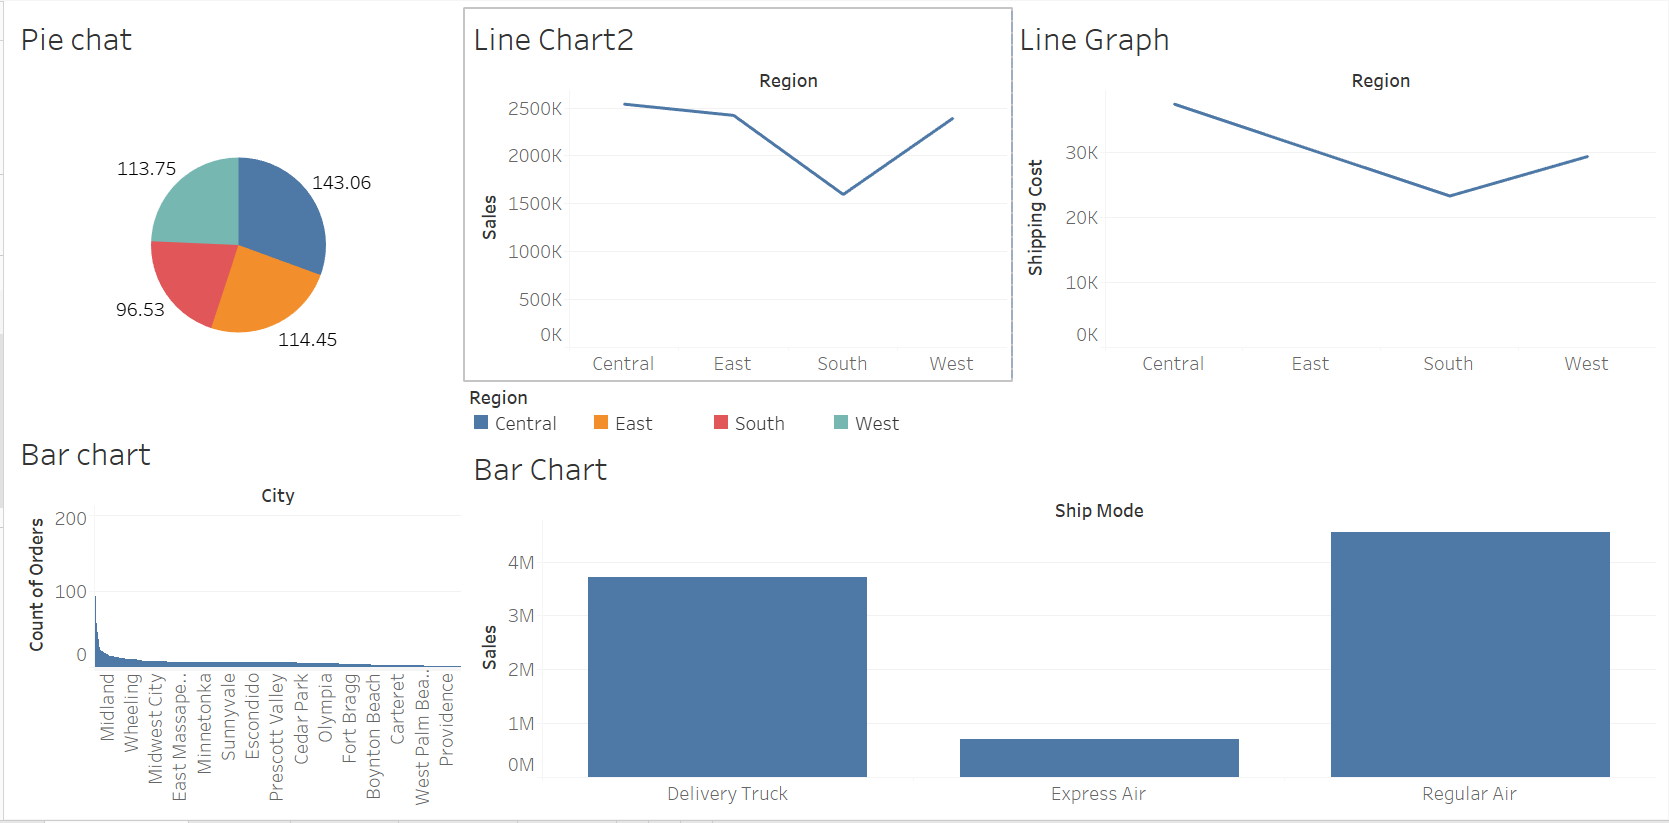 Pie chat
113.75
143.06
96.53
114.45
Line Chart2
Region
2500K
2000K
1500K
1000K
500K
0K
Sales
Central East South West
Line Graph
Region
30K
20K
10K
0K
Shipping Cost
Central East South West
Region
Central East South West
Bar chart
City
200
100
0
Count of Orders
Midland
Wheeling
Midwest City
East Massape..
Minnetonka
Sunnyvale
Escondido
Prescott Valley
Cedar Park
Olympia
Fort Bragg
Boynton Beach
Carteret
West Palm Bea..
Providence
Bar Chart
Ship Mode
4M
3M
2M
1M
0M
Sales
Delivery Truck Express Air Regular Air